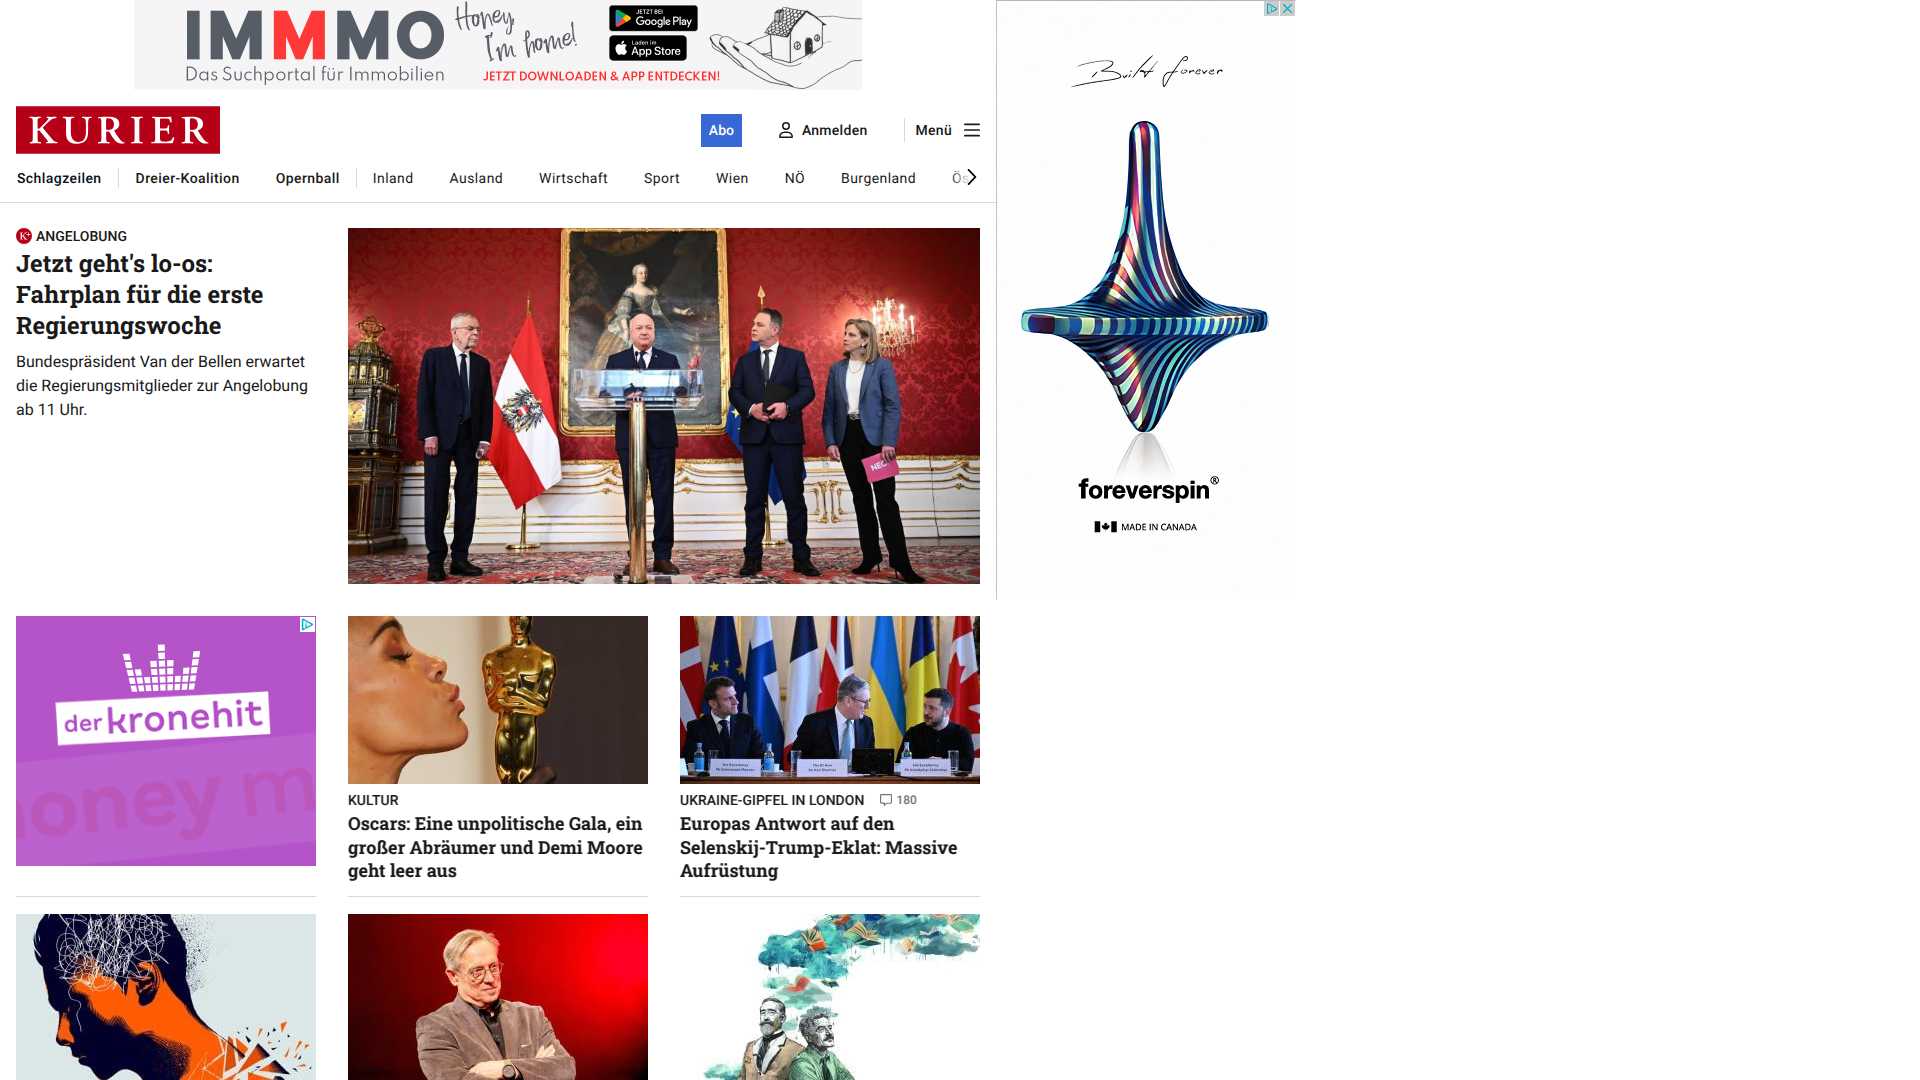 IMMMO
Das Suchportal für Immobilien
Honey,
I'm home!
JETZT BEI
Google Play
Laden im
App Store
JETZT DOWNLOADEN & APP ENTDECKEN!
KURIER
Abo
Anmelden
Menü
Schlagzeilen
Dreier-Koalition
Opernball
Inland
Ausland
Wirtschaft
Sport
Wien
NÖ
Burgenland
K+ ANGELOBUNG
Jetzt geht's lo-os:
Fahrplan für die erste
Regierungswoche
Bundespräsident Van der Bellen erwartet
die Regierungsmitglieder zur Angelobung
ab 11 Uhr.
Built forever
foreverspin®
MADE IN CANADA
der kronehit
KULTUR
Oscars: Eine unpolitische Gala, ein
großer Abräumer und Demi Moore
geht leer aus
UKRAINE-GIPFEL IN LONDON 180
Europas Antwort auf den
Selenskij-Trump-Eklat: Massive
Aufrüstung